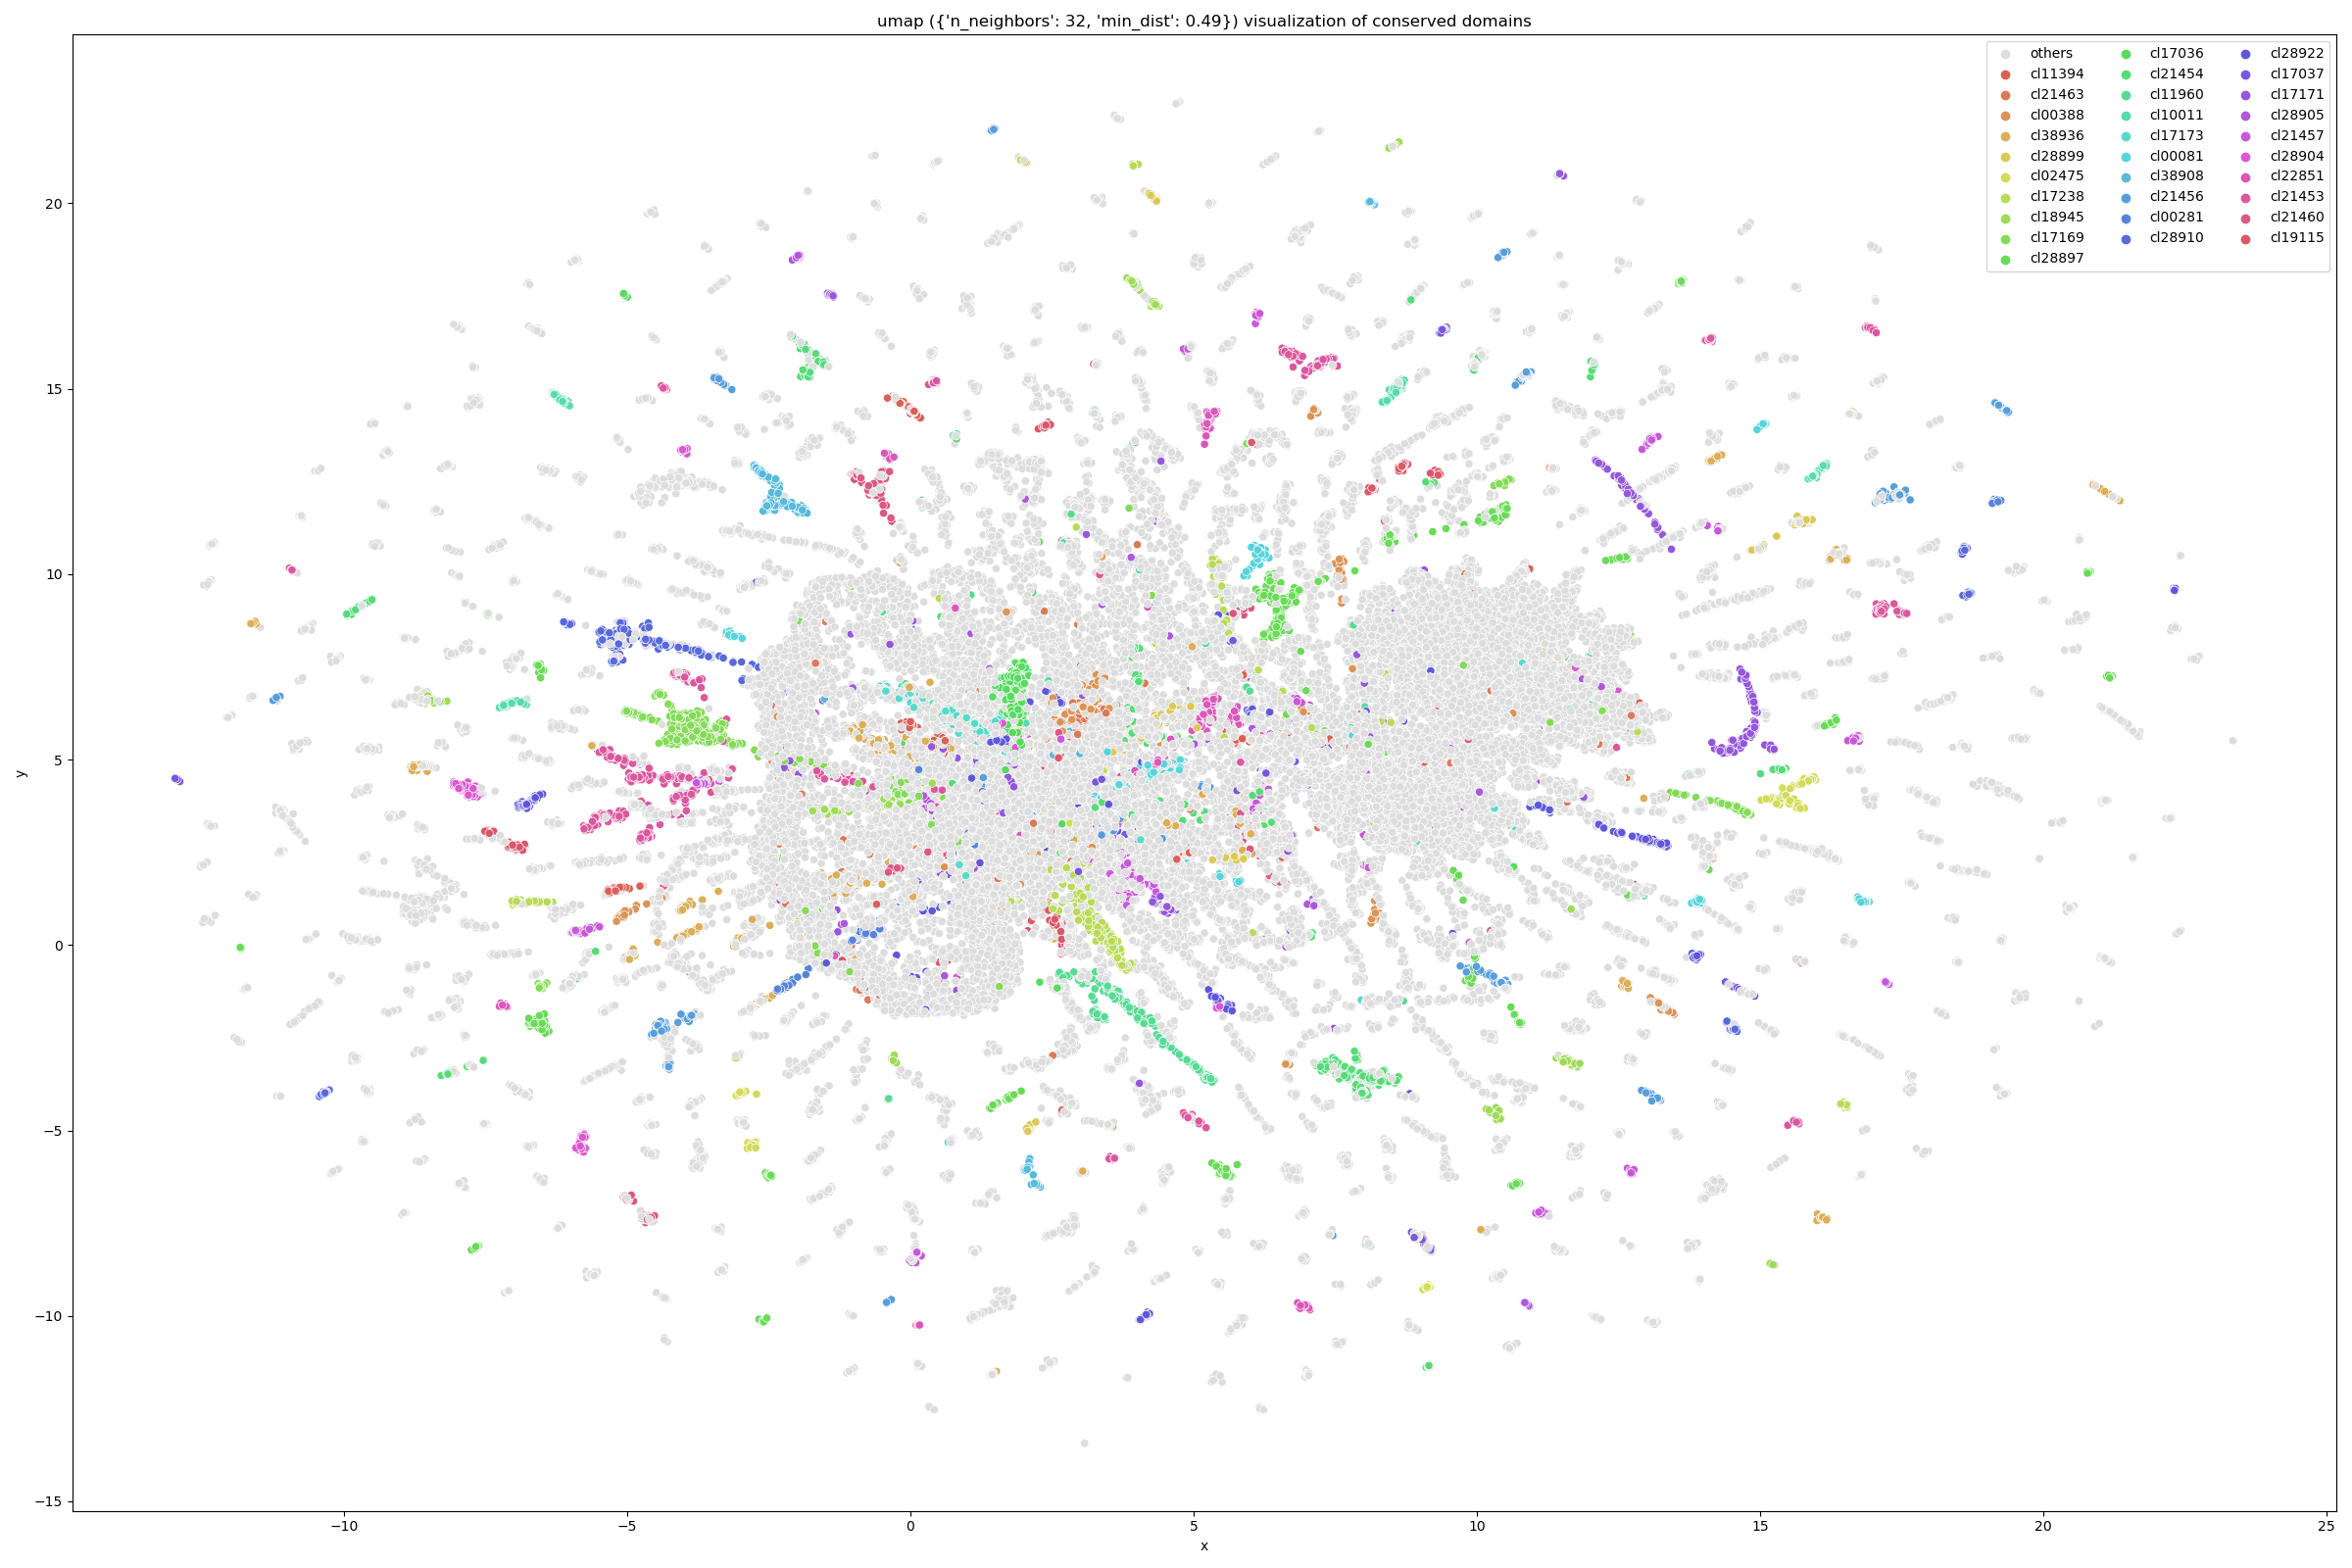 umap ({'n_neighbors': 32, 'min_dist': 0.49}) visualization of conserved domains
others
cl11394
cl21463
cl00388
cl38936
cl28899
cl02475
cl17238
cl18945
cl17169
cl28897
cl17036
cl21454
cl11960
cl10011
cl17173
cl00081
cl38908
cl21456
cl00281
cl28910
cl28922
cl17037
cl17171
cl28905
cl21457
cl28904
cl22851
cl21453
cl21460
cl19115
y
20
15
10
5
0
−5
−10
−15
−10
−5
0
5
10
15
20
25
x